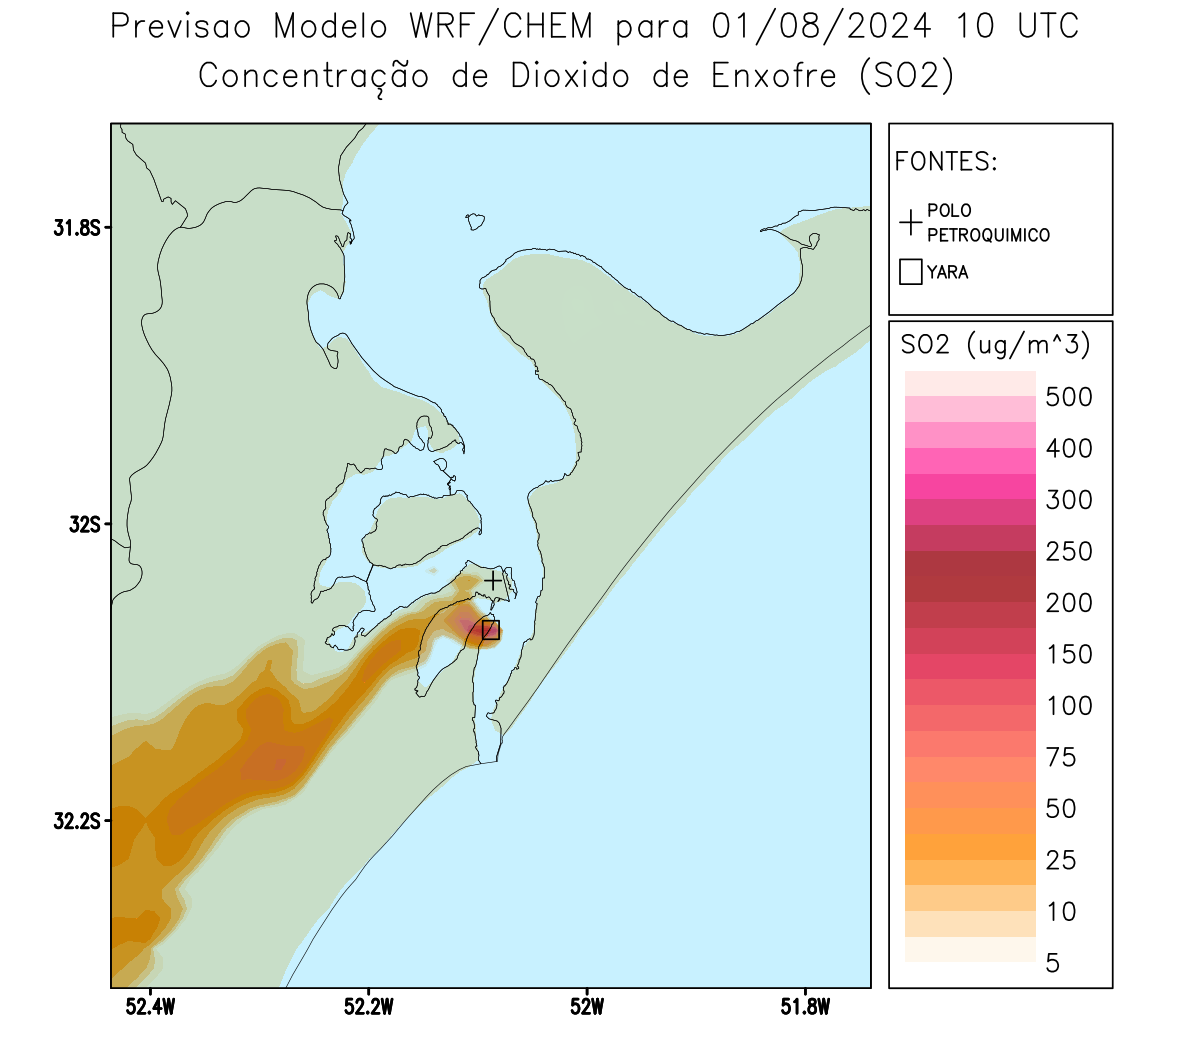 Previsao Modelo WRF/CHEM para 01/08/2024 10 UTC
Concentração de Dioxido de Enxofre (SO2)
FONTES:
POLO
PETROQUIMICO
YARA
SO2 (ug/m^3)
500
400
300
250
200
150
100
75
50
25
10
5
31.8S
32S
32.2S
52.4W
52.2W
52W
51.8W